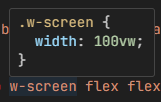 .w-screen {
  width: 100vw;
}
w-screen flex flex